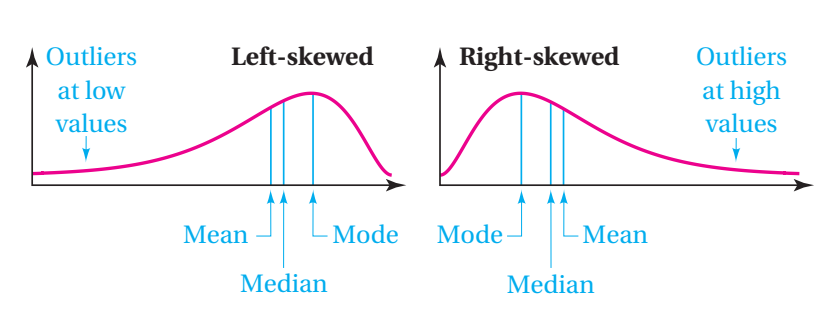 Left-skewed
Outliers
at low
values
Mean
Mode
Median
Right-skewed
Outliers
at high
values
Mode
Mean
Median